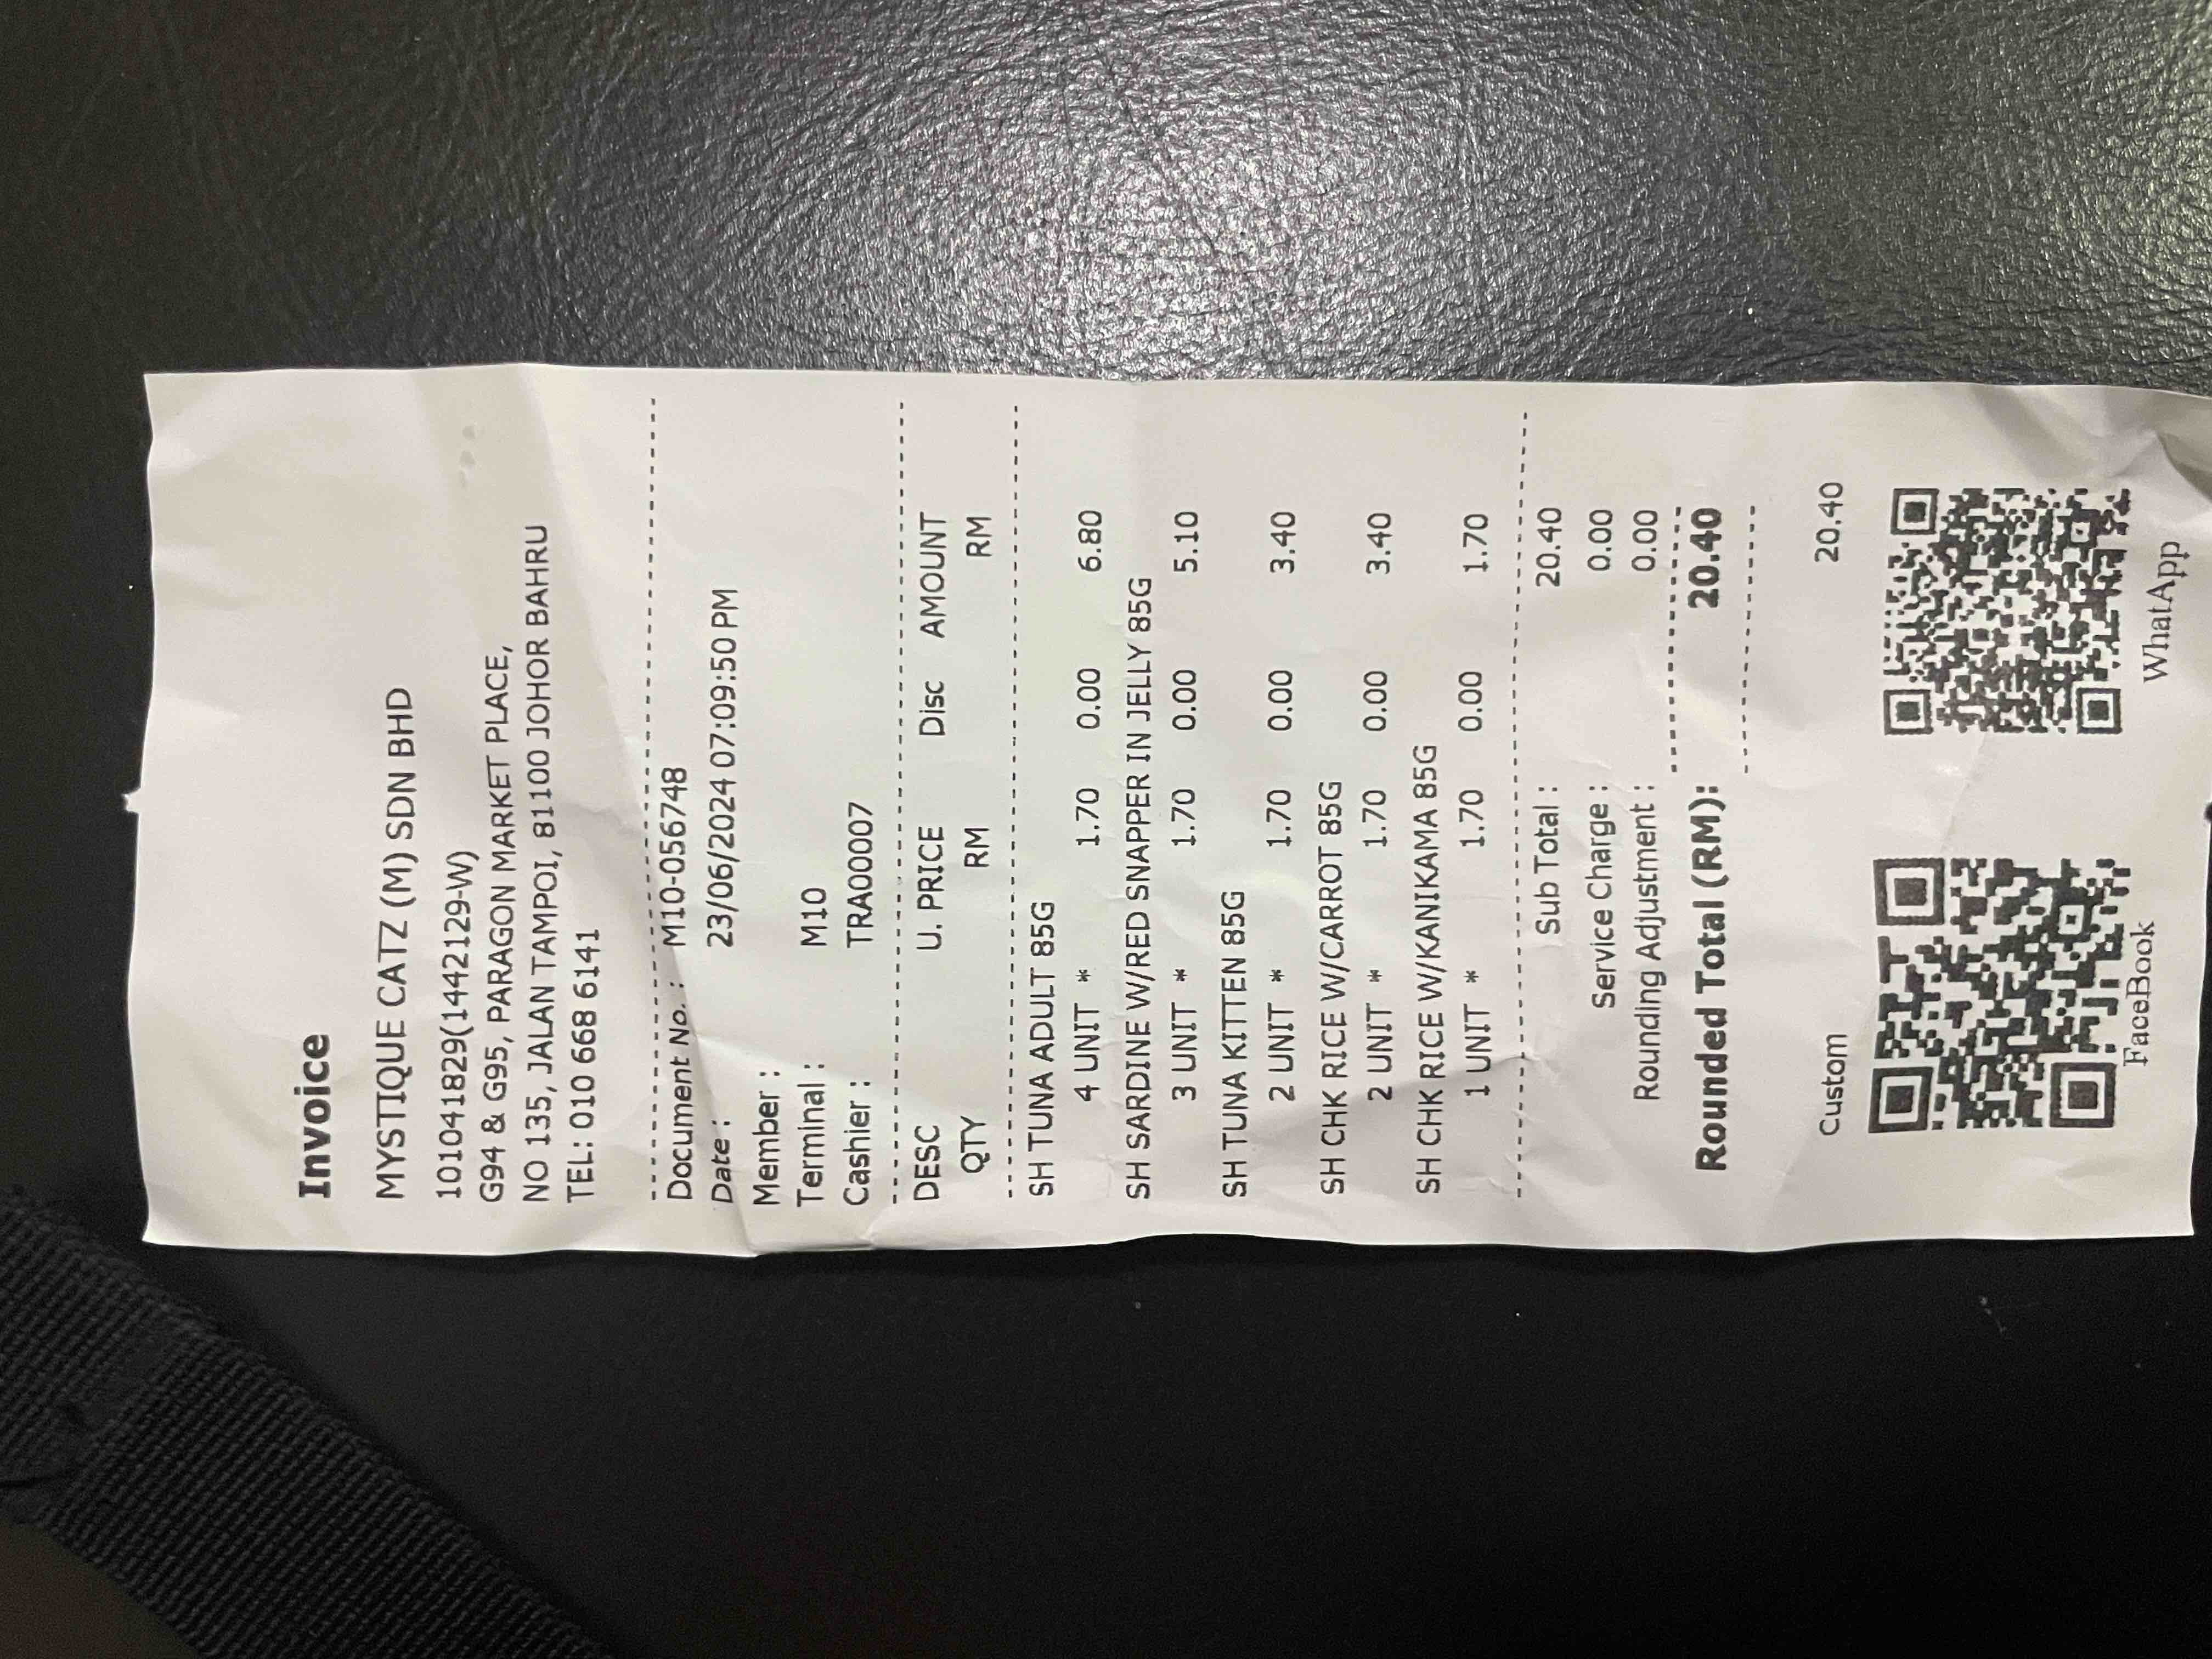 Invoice
MYSTIQUE CATZ (M) SDN BHD
101041829(1442129-W)
G94 & G95, PARAGON MARKET PLACE,
NO 135, JALAN TAMPOI, 81100 JOHOR BAHRU
TEL: 010 668 6141
Document No. : M10-056748
Date : 23/06/2024 07:09:50 PM
Member :
Terminal : M10
Cashier : TRA00007
DESC U. PRICE Disc AMOUNT
QTY RM RM
SH TUNA ADULT 85G
4 UNIT * 1.70 0.00 6.80
SH SARDINE W/RED SNAPPER IN JELLY 85G
3 UNIT * 1.70 0.00 5.10
SH TUNA KITTEN 85G
2 UNIT * 1.70 0.00 3.40
SH CHK RICE W/CARROT 85G
2 UNIT * 1.70 0.00 3.40
SH CHK RICE W/KANIKAMA 85G
1 UNIT * 1.70 0.00 1.70
Sub Total : 20.40
Service Charge : 0.00
Rounding Adjustment : 0.00
Rounded Total (RM): 20.40
Custom 20.40
FaceBook WhatApp